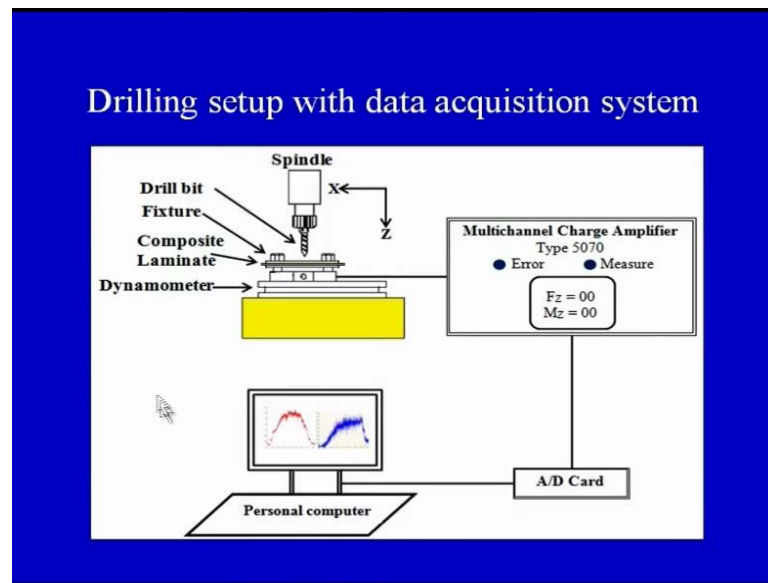 Drilling setup with data acquisition system
Spindle
Drill bit
X
Fixture
Z
Composite
Laminate
Dynamometer
Multichannel Charge Amplifier
Type 5070
Error
Measure
Fz = 00
Mz = 00
A/D Card
Personal computer